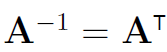 A⁻¹ = Aᵀ